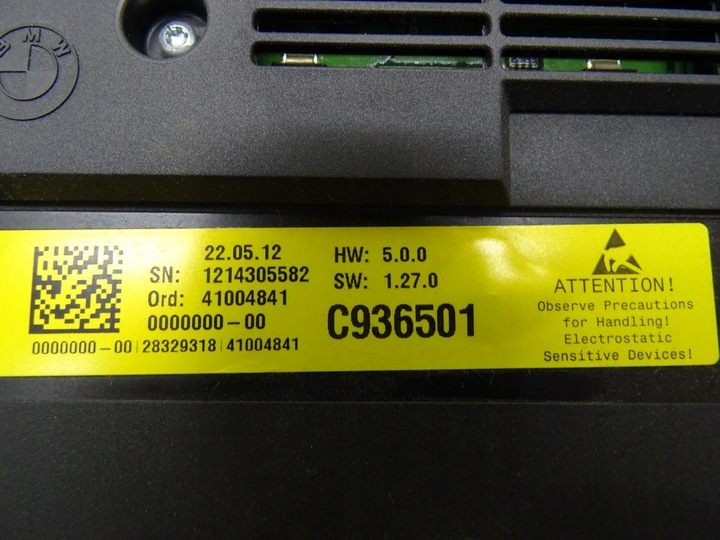 BMW
22.05.12
SN: 1214305582
Ord: 41004841
0000000-00
0000000-00 | 28329318 | 41004841
HW: 5.0.0
SW: 1.27.0
C936501
ATTENTION!
Observe Precautions
for Handling!
Electrostatic
Sensitive Devices!